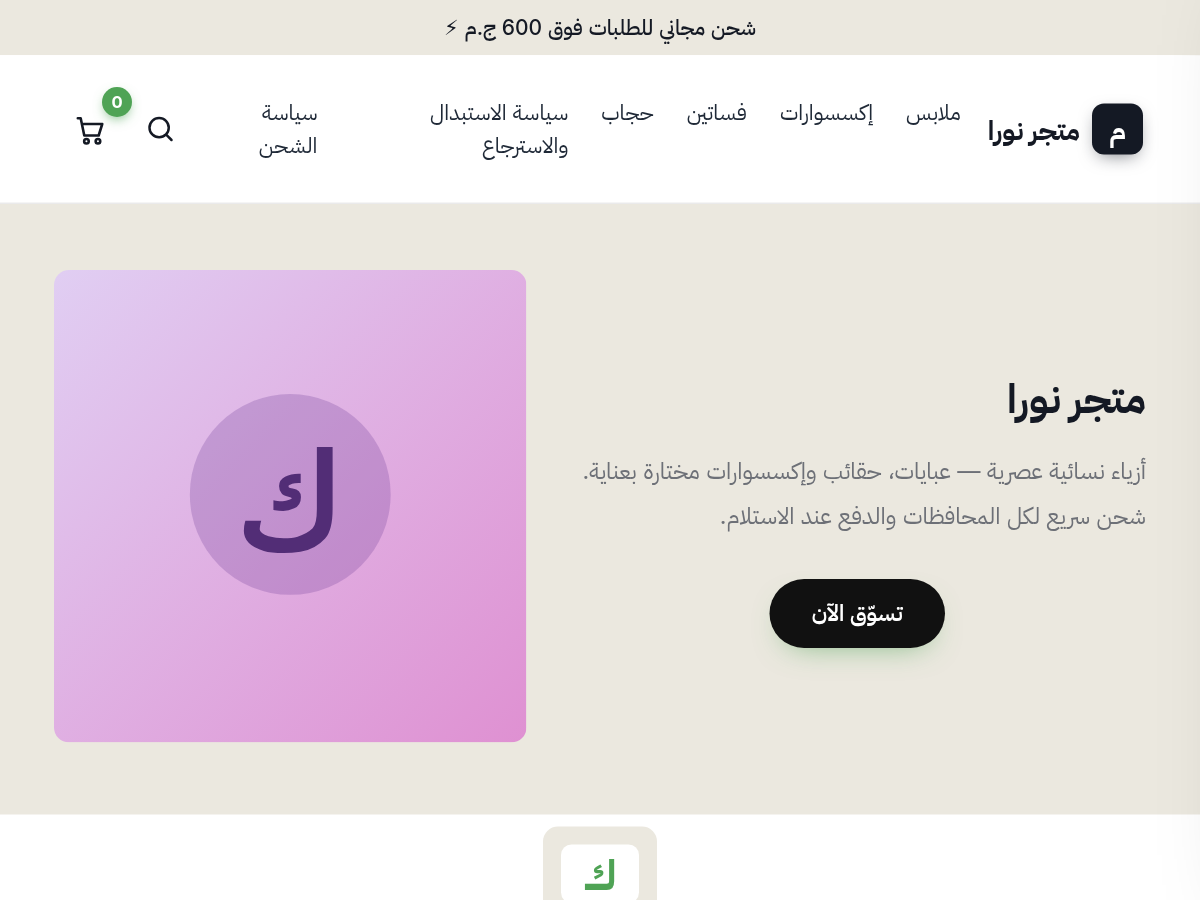 شحن مجاني للطلبات فوق 600 ج.م ⚡
م
متجر نورا
ملابس
إكسسوارات
فساتين
حجاب
سياسة الاستبدال
والاسترجاع
سياسة
الشحن
0
متجر نورا
أزياء نسائية عصرية — عبايات، حقائب وإكسسوارات مختارة بعناية.
شحن سريع لكل المحافظات والدفع عند الاستلام.
تسوّق الآن
ك
ك